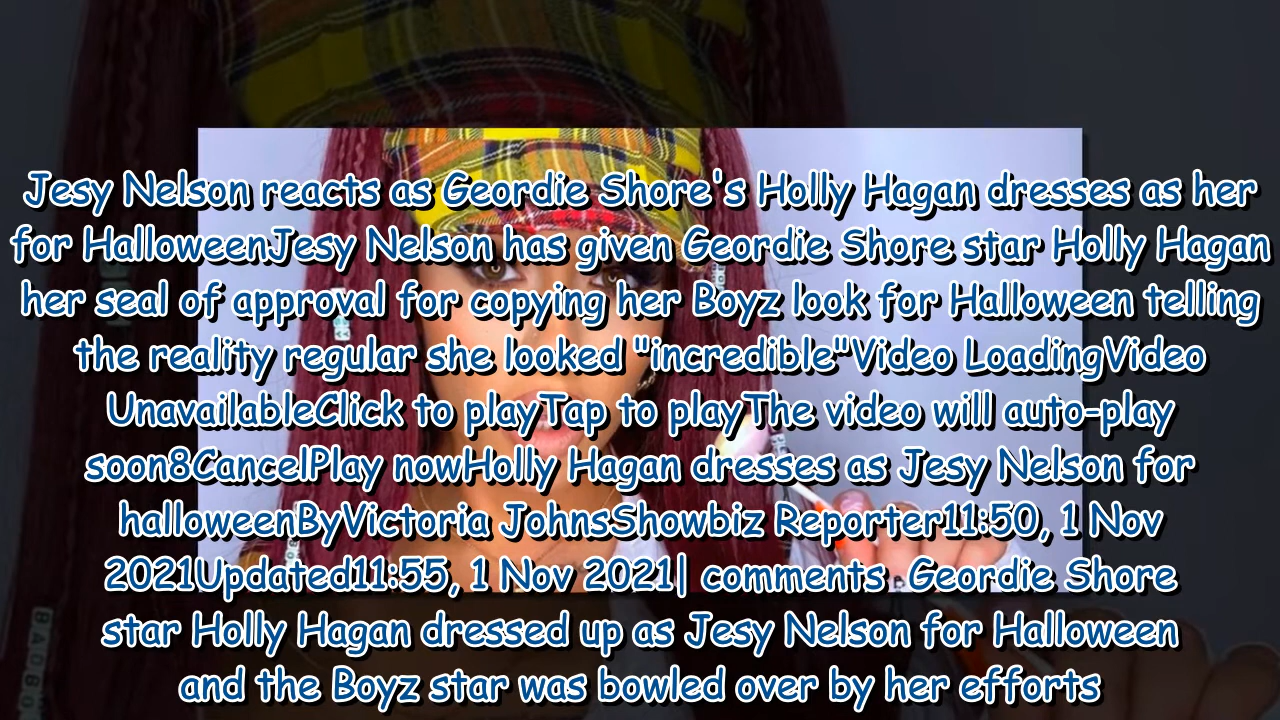 Jesy Nelson reacts as Geordie Shore's Holly Hagan dresses as her
for HalloweenJesy Nelson has given Geordie Shore star Holly Hagan
her seal of approval for copying her Boyz look for Halloween telling
the reality regular she looked "incredible"Video LoadingVideo
UnavailableClick to playTap to playThe video will auto-play
soon8CancelPlay nowHolly Hagan dresses as Jesy Nelson for
halloweenByVictoria JohnsShowbiz Reporter11:50, 1 Nov
2021Updated11:55, 1 Nov 2021| comments. Geordie Shore
star Holly Hagan dressed up as Jesy Nelson for Halloween
and the Boyz star was bowled over by her efforts